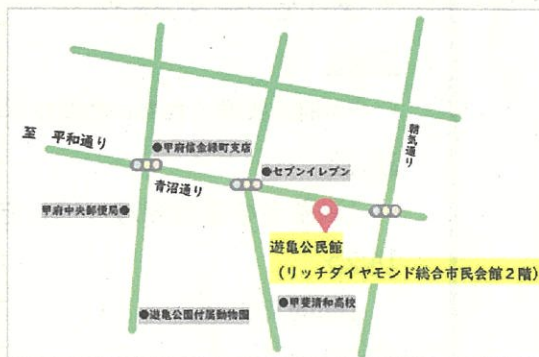 至 平和通り
●甲府信金緑町支店
朝気通り
●セブンイレブン
青沼通り
甲府中央郵便局●
遊亀公民館
（リッチダイヤモンド総合市民会館２階）
●甲斐清和高校
●遊亀公園付属動物園